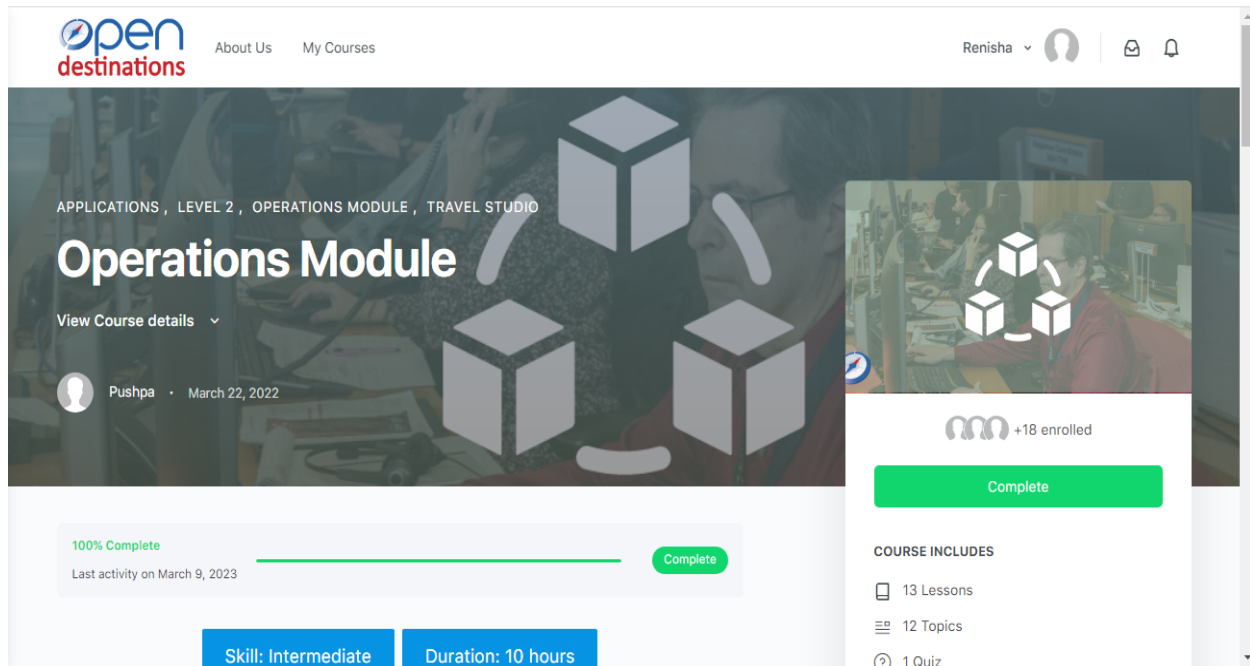 open
destinations
About Us
My Courses
Renisha
APPLICATIONS , LEVEL 2 , OPERATIONS MODULE , TRAVEL STUDIO
Operations Module
View Course details
Pushpa · March 22, 2022
+18 enrolled
Complete
100% Complete
Last activity on March 9, 2023
Complete
Skill: Intermediate
Duration: 10 hours
COURSE INCLUDES
13 Lessons
12 Topics
1 Quiz